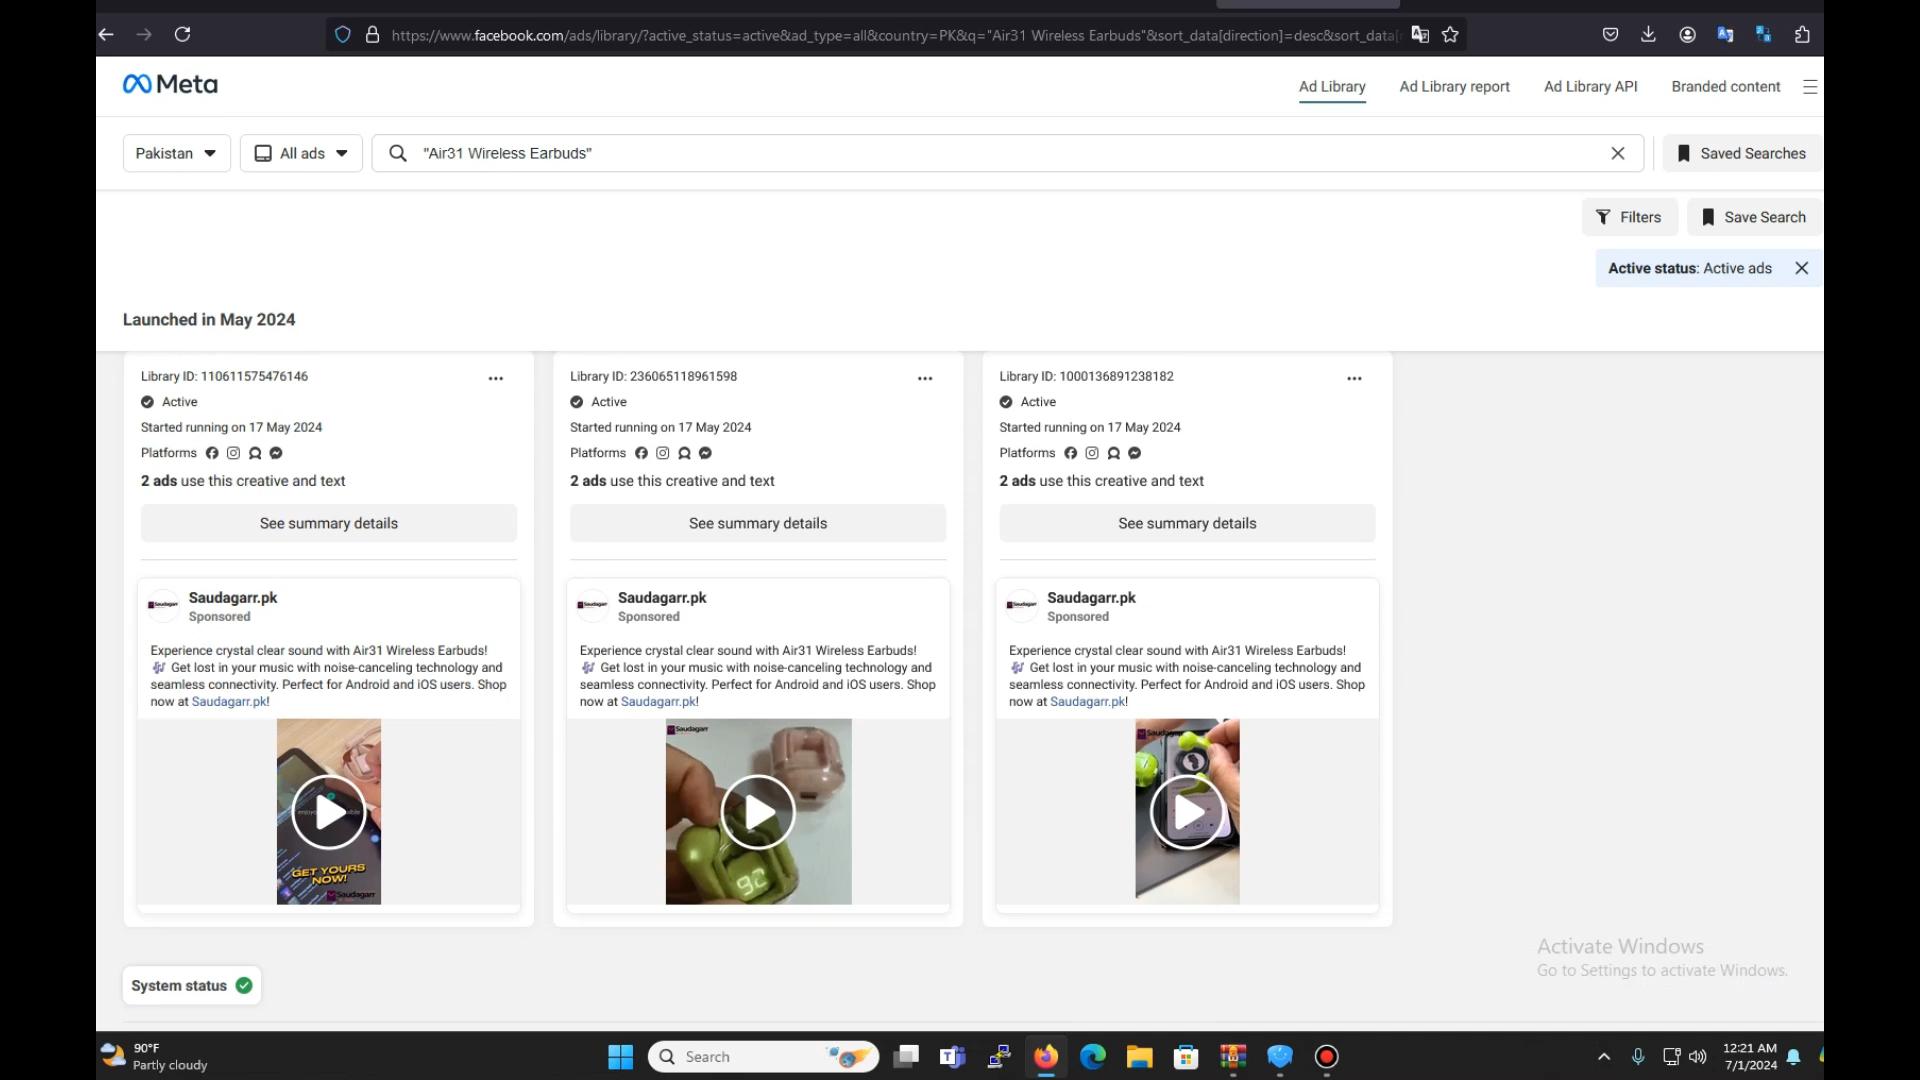 https://www.facebook.com/ads/library/?active_status=active&ad_type=all&country=PK&q="Air31 Wireless Earbuds"&sort_data[direction]=desc&sort_data[
Meta
Ad Library
Ad Library report
Ad Library API
Branded content
Pakistan
All ads
"Air31 Wireless Earbuds"
Saved Searches
Filters
Save Search
Active status: Active ads
Launched in May 2024
Library ID: 110611575476146
Active
Started running on 17 May 2024
Platforms
2 ads use this creative and text
See summary details
Saudagarr.pk
Sponsored
Experience crystal clear sound with Air31 Wireless Earbuds!
🎶 Get lost in your music with noise-canceling technology and
seamless connectivity. Perfect for Android and iOS users. Shop
now at Saudagarr.pk!
GET YOURS
NOW!
Saudagarr
Library ID: 236065118961598
Active
Started running on 17 May 2024
Platforms
2 ads use this creative and text
See summary details
Saudagarr.pk
Sponsored
Experience crystal clear sound with Air31 Wireless Earbuds!
🎶 Get lost in your music with noise-canceling technology and
seamless connectivity. Perfect for Android and iOS users. Shop
now at Saudagarr.pk!
Saudagarr
Library ID: 1000136891238182
Active
Started running on 17 May 2024
Platforms
2 ads use this creative and text
See summary details
Saudagarr.pk
Sponsored
Experience crystal clear sound with Air31 Wireless Earbuds!
🎶 Get lost in your music with noise-canceling technology and
seamless connectivity. Perfect for Android and iOS users. Shop
now at Saudagarr.pk!
Activate Windows
Go to Settings to activate Windows.
System status
90°F
Partly cloudy
Search
12:21 AM
7/1/2024